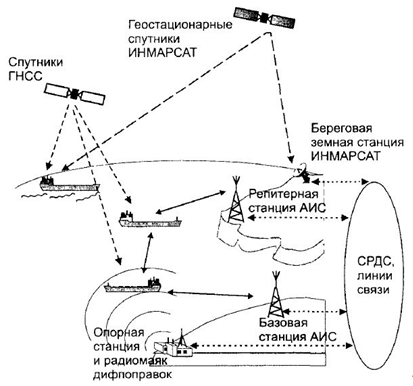 Геостационарные
спутники
ИНМАРСАТ
Спутники
ГНСС
Береговая
земная станция
ИНМАРСАТ
Репитерная
станция АИС
СРДС,
линии
связи
Базовая
станция АИС
Опорная
станция
и радиомаяк
дифпоправок